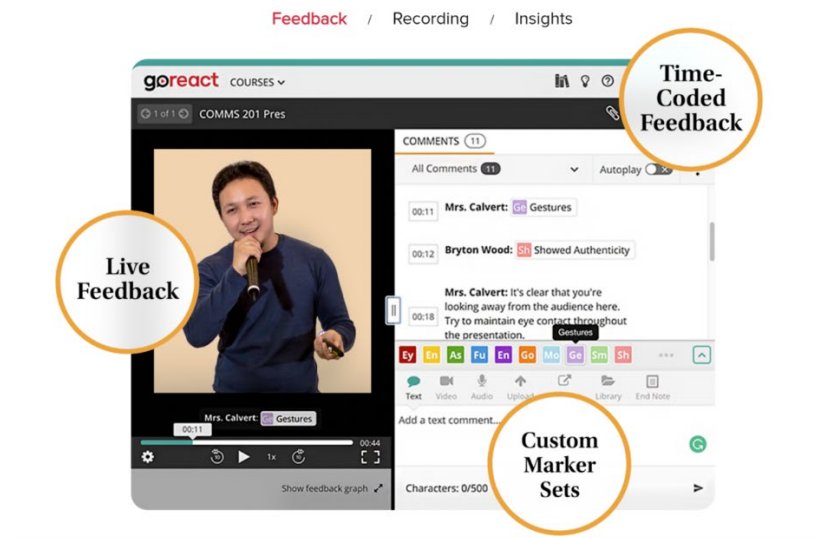 Feedback / Recording / Insights
goreact COURSES
1 of 1 COMMS 201 Pres
Time-
Coded
Feedback
COMMENTS 11
All Comments 11 Autoplay
00:11 Mrs. Calvert: Ge Gestures
00:12 Bryton Wood: Sh Showed Authenticity
00:18 Mrs. Calvert: It's clear that you're
looking away from the audience here.
Try to maintain eye contact throughout
the presentation.
Gestures
Live
Feedback
Ey En As Fu En Go Mo Ge Sm Sh
Text Video Audio Upload Library End Note
Mrs. Calvert: Ge Gestures
00:11
00:44
10 1x 10
Show feedback graph
Add a text comment...
Custom
Marker
Sets
Characters: 0/500